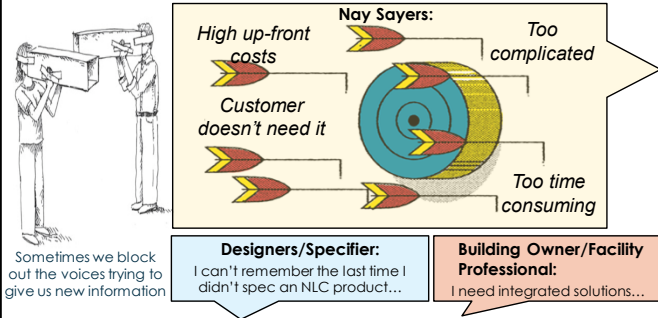 Nay Sayers:
High up-front
costs
Too
complicated
Customer
doesn't need it
Too time
consuming
Sometimes we block
out the voices trying to
give us new information
Designers/Specifier:
I can't remember the last time I
didn't spec an NLC product…
Building Owner/Facility
Professional:
I need integrated solutions…